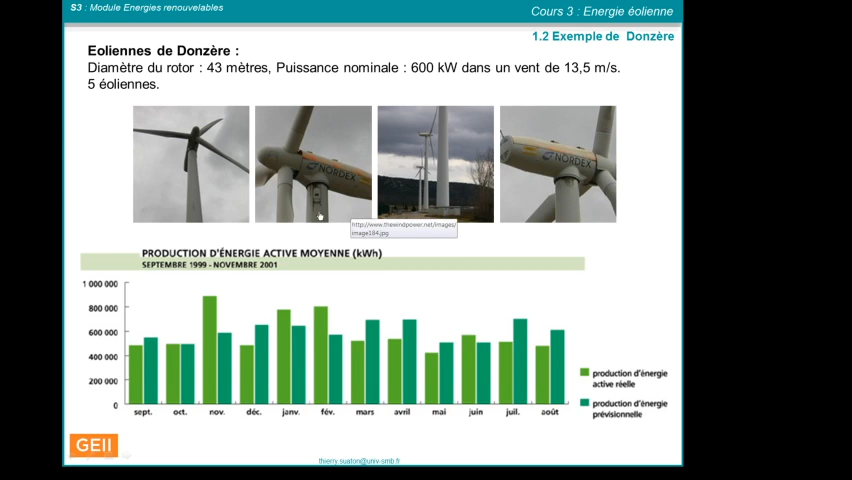 S3 : Module Energies renouvelables
Cours 3 : Energie éolienne
1.2 Exemple de Donzère
Eoliennes de Donzère :
Diamètre du rotor : 43 mètres, Puissance nominale : 600 kW dans un vent de 13,5 m/s.
5 éoliennes.
NORDEX
NORDEX
http://www.thewindpower.net/images/
image184.jpg
PRODUCTION D'ÉNERGIE ACTIVE MOYENNE (kWh)
SEPTEMBRE 1999 - NOVEMBRE 2001
1 000 000
800 000
600 000
400 000
200 000
0
sept. oct. nov. déc. janv. fév. mars avril mai juin juil. août
production d'énergie
active réelle
production d'énergie
prévisionnelle
GEII
thierry.suaton@univ-smb.fr